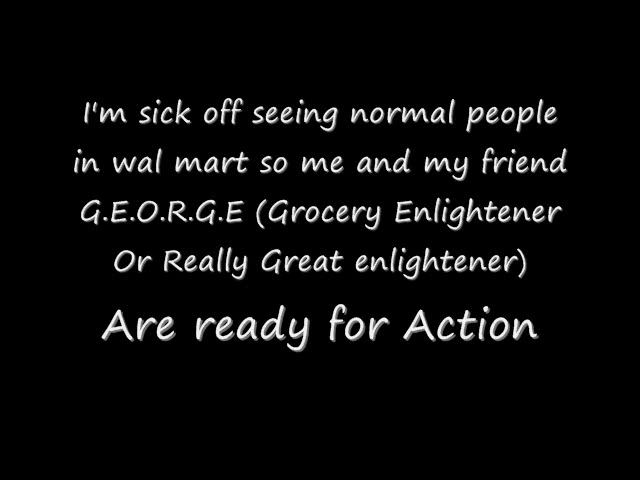 I'm sick off seeing normal people
in wal mart so me and my friend
G.E.O.R.G.E (Grocery Enlightener
Or Really Great enlightener)
Are ready for Action